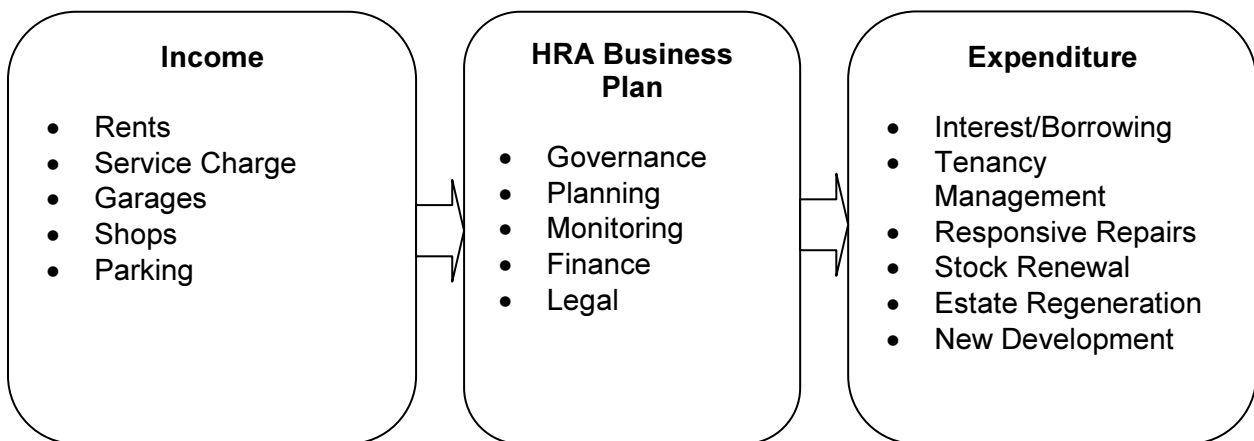 Income
• Rents
• Service Charge
• Garages
• Shops
• Parking
HRA Business
Plan
• Governance
• Planning
• Monitoring
• Finance
• Legal
Expenditure
• Interest/Borrowing
• Tenancy
Management
• Responsive Repairs
• Stock Renewal
• Estate Regeneration
• New Development